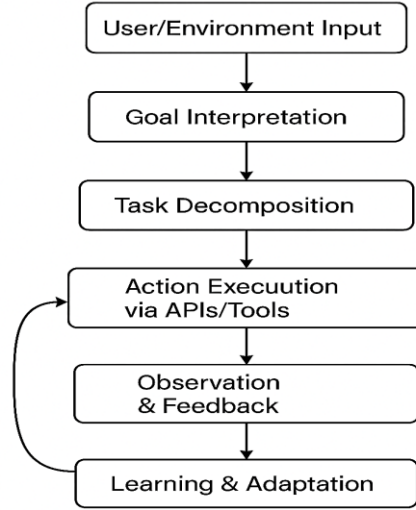 User/Environment Input
Goal Interpretation
Task Decomposition
Action Execuution
via APIs/Tools
Observation
& Feedback
Learning & Adaptation